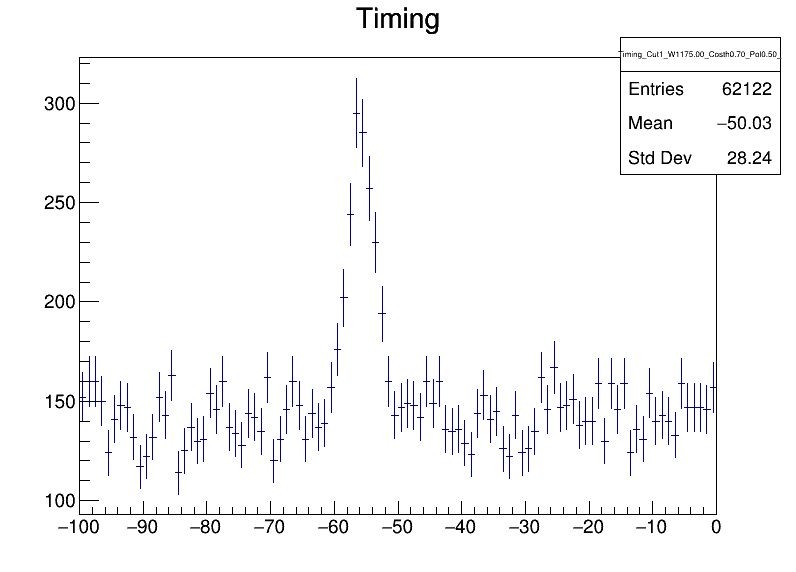 Timing
Timing_Cut1_W1175.00_Costh0.70_Pol0.50_
Entries 62122
Mean −50.03
Std Dev 28.24
300
250
200
150
100
−100 −90 −80 −70 −60 −50 −40 −30 −20 −10 0